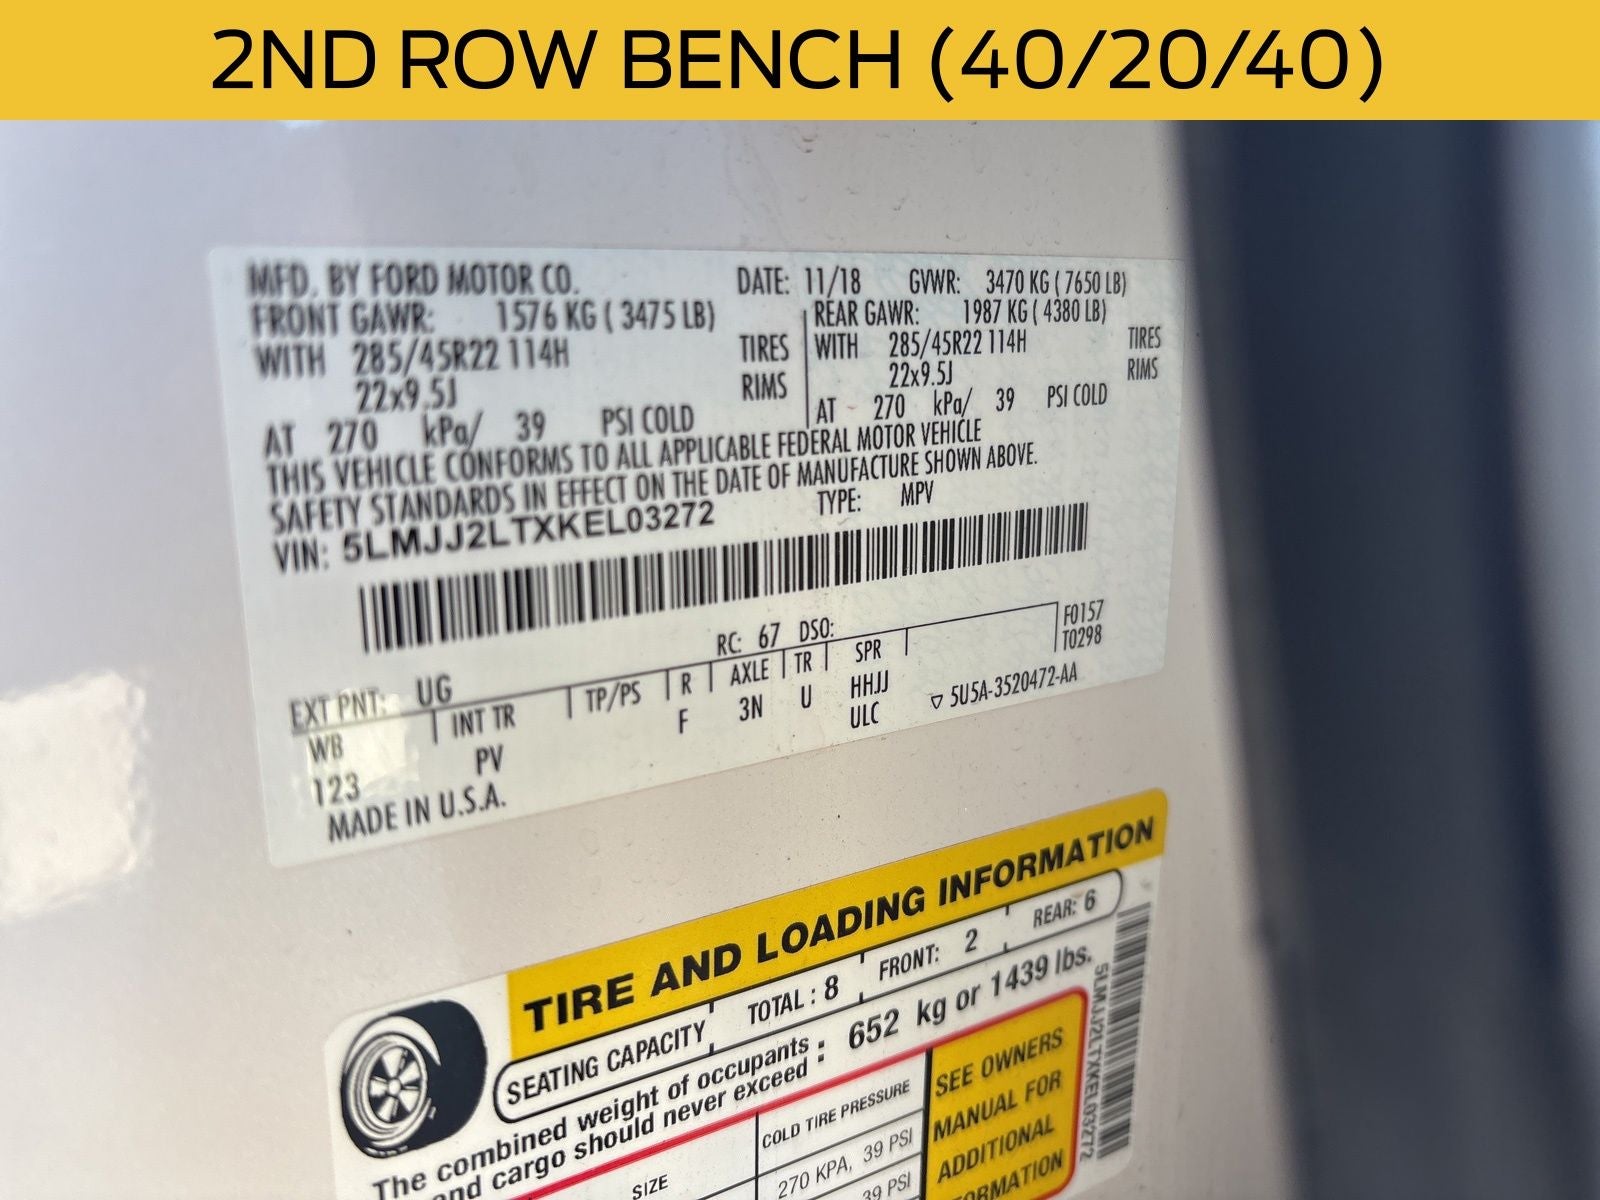 2ND ROW BENCH (40/20/40)
MFD. BY FORD MOTOR CO. DATE: 11/18 GVWR: 3470 KG ( 7650 LB)
FRONT GAWR: 1576 KG ( 3475 LB) REAR GAWR: 1987 KG ( 4380 LB)
WITH 285/45R22 114H TIRES WITH 285/45R22 114H TIRES
22x9.5J RIMS 22x9.5J RIMS
AT 270 kPa/ 39 PSI COLD AT 270 kPa/ 39 PSI COLD
THIS VEHICLE CONFORMS TO ALL APPLICABLE FEDERAL MOTOR VEHICLE
SAFETY STANDARDS IN EFFECT ON THE DATE OF MANUFACTURE SHOWN ABOVE.
VIN: 5LMJJ2LTXKEL03272 TYPE: MPV
F0157
T0298
EXT PNT: UG RC: 67 DSO:
WB INT TR TP/PS R AXLE TR SPR
123 PV F 3N U HHJJ
ULC
▽ 5U5A-3520472-AA
MADE IN U.S.A.
TIRE AND LOADING INFORMATION
SEATING CAPACITY TOTAL : 8 FRONT: 2 REAR: 6
The combined weight of occupants
and cargo should never exceed : 652 kg or 1439 lbs.
SIZE COLD TIRE PRESSURE
270 KPA, 39 PSI
39 PSI
SEE OWNERS
MANUAL FOR
ADDITIONAL
5LMJJ2LTXKEL03272